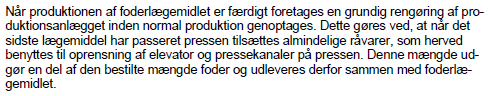 Når produktionen af foderlægemidlet er færdigt foretages en grundig rengøring af pro-
duktionsanlægget inden normal produktion genoptages. Dette gøres ved, at når det
sidste lægemiddel har passeret pressen tilsættes almindelige råvarer, som herved
benyttes til oprensning af elevator og pressekanaler på pressen. Denne mængde ud-
gør en del af den bestilte mængde foder og udleveres derfor sammen med foderlæ-
gemidlet.